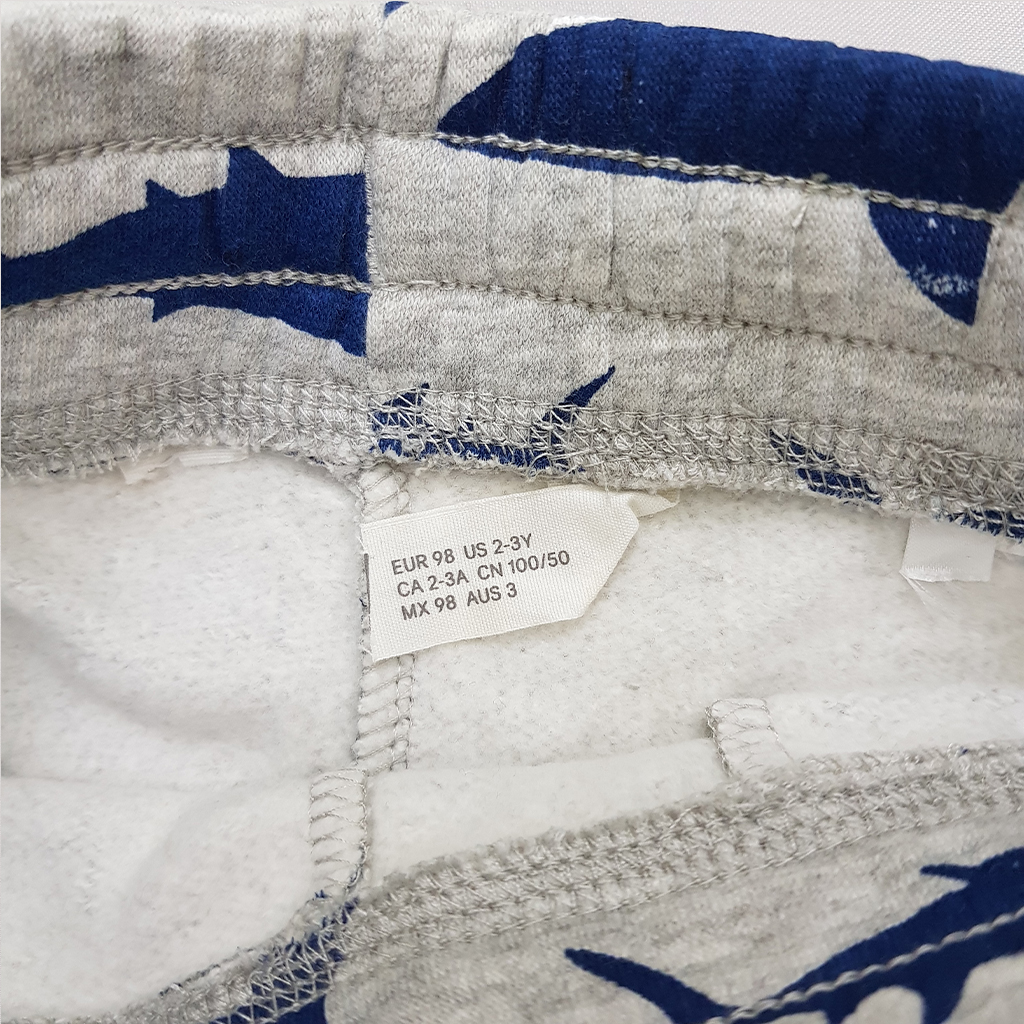 EUR 98 US 2-3Y
CA 2-3A CN 100/50
MX 98 AUS 3